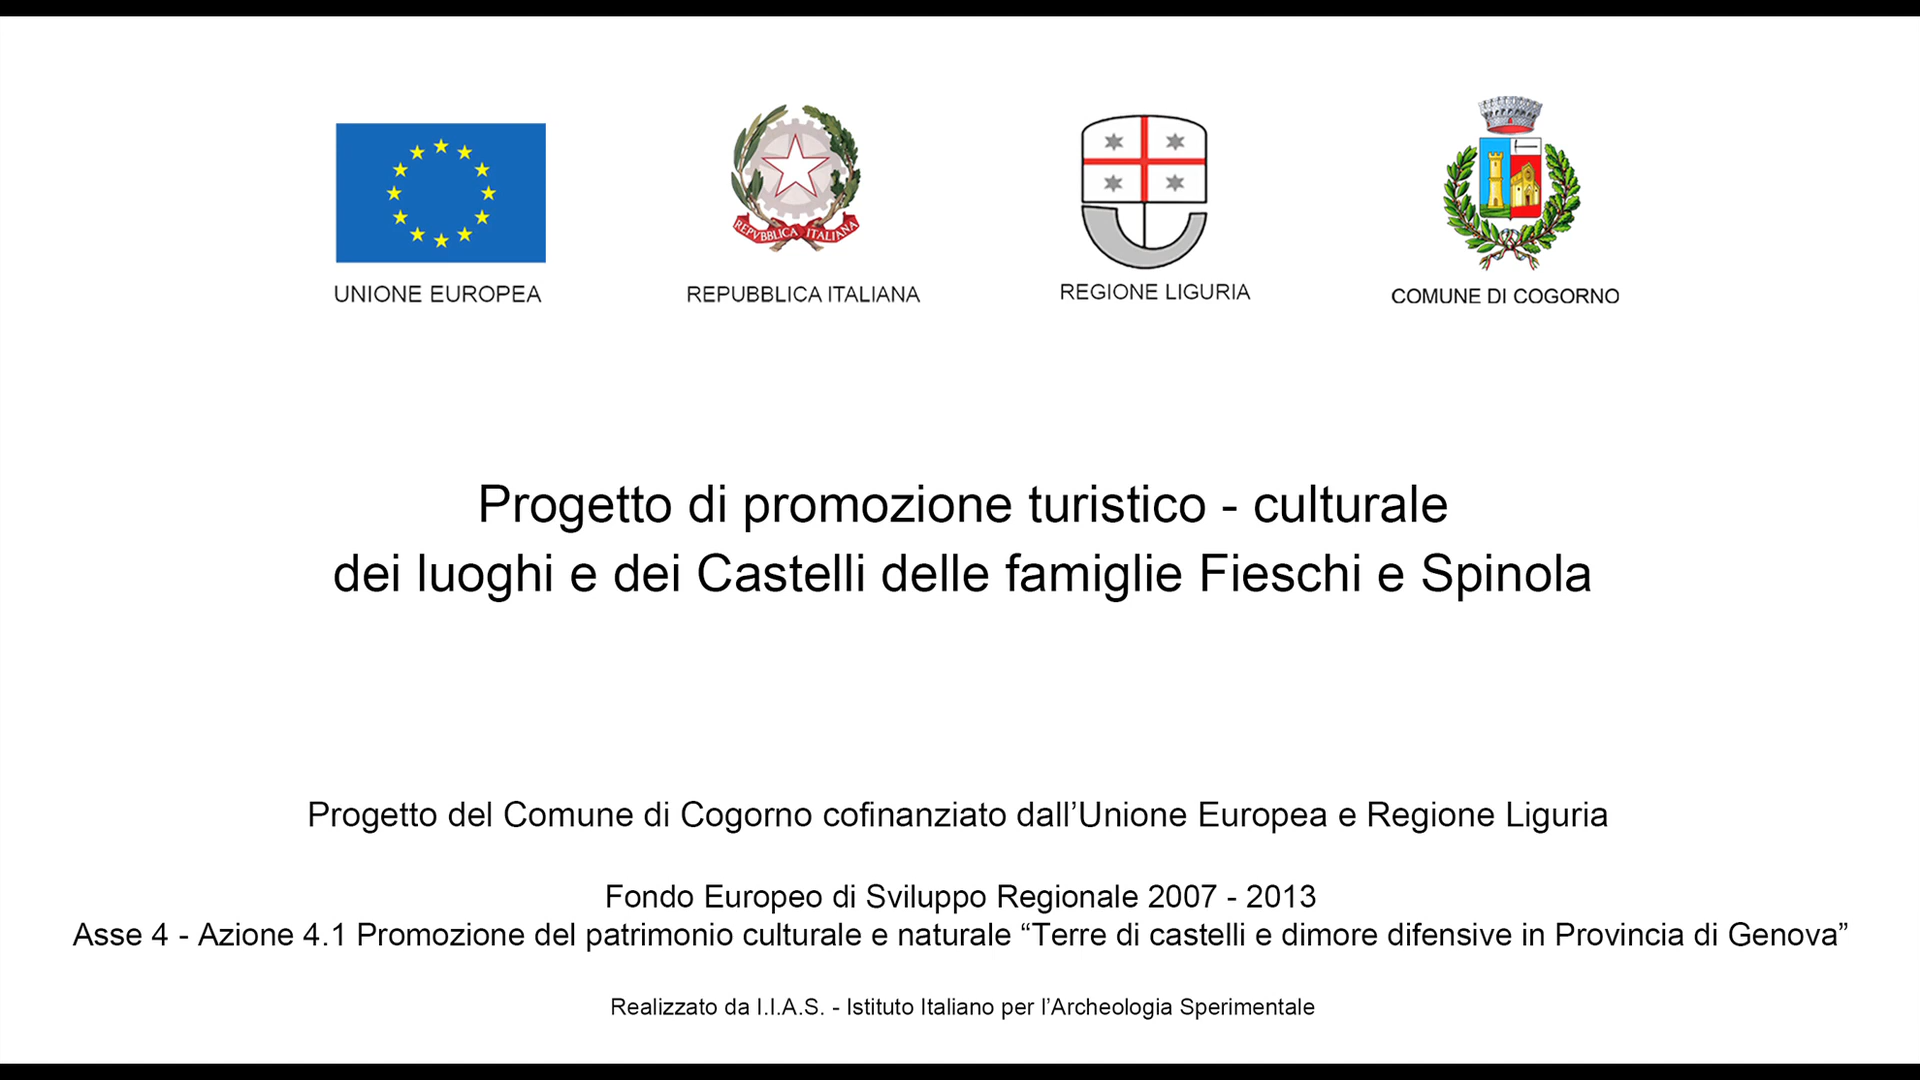 REPVBBLICA ITALIANA
UNIONE EUROPEA
REPUBBLICA ITALIANA
REGIONE LIGURIA
COMUNE DI COGORNO
Progetto di promozione turistico - culturale
dei luoghi e dei Castelli delle famiglie Fieschi e Spinola
Progetto del Comune di Cogorno cofinanziato dall’Unione Europea e Regione Liguria
Fondo Europeo di Sviluppo Regionale 2007 - 2013
Asse 4 - Azione 4.1 Promozione del patrimonio culturale e naturale “Terre di castelli e dimore difensive in Provincia di Genova”
Realizzato da I.I.A.S. - Istituto Italiano per l’Archeologia Sperimentale